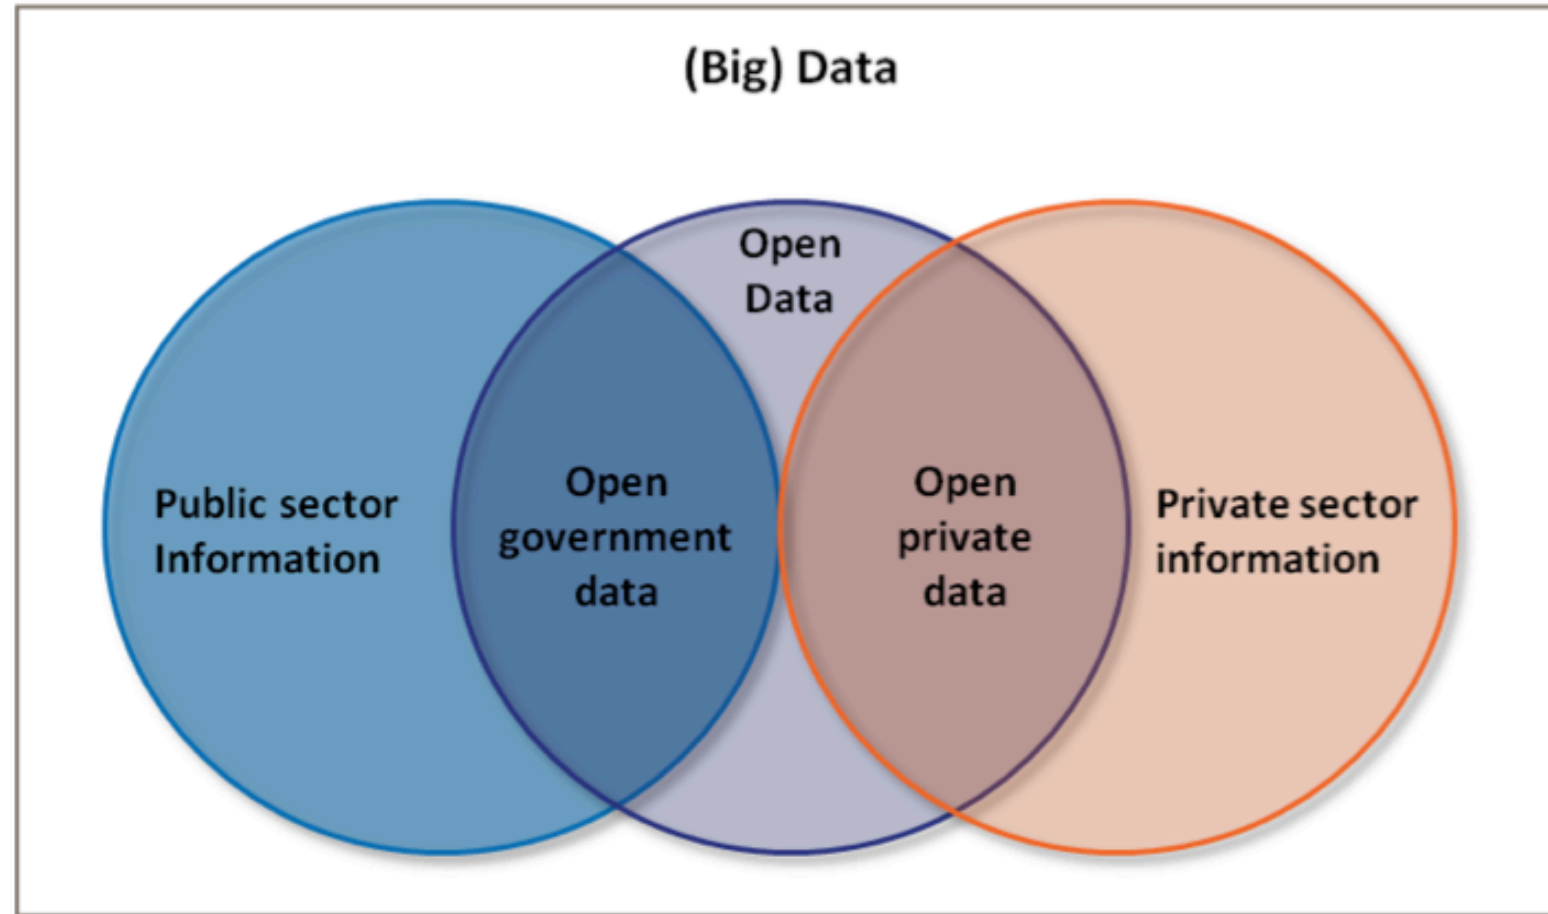 (Big) Data
Open
Data
Public sector
Information
Open
government
data
Open
private
data
Private sector
information